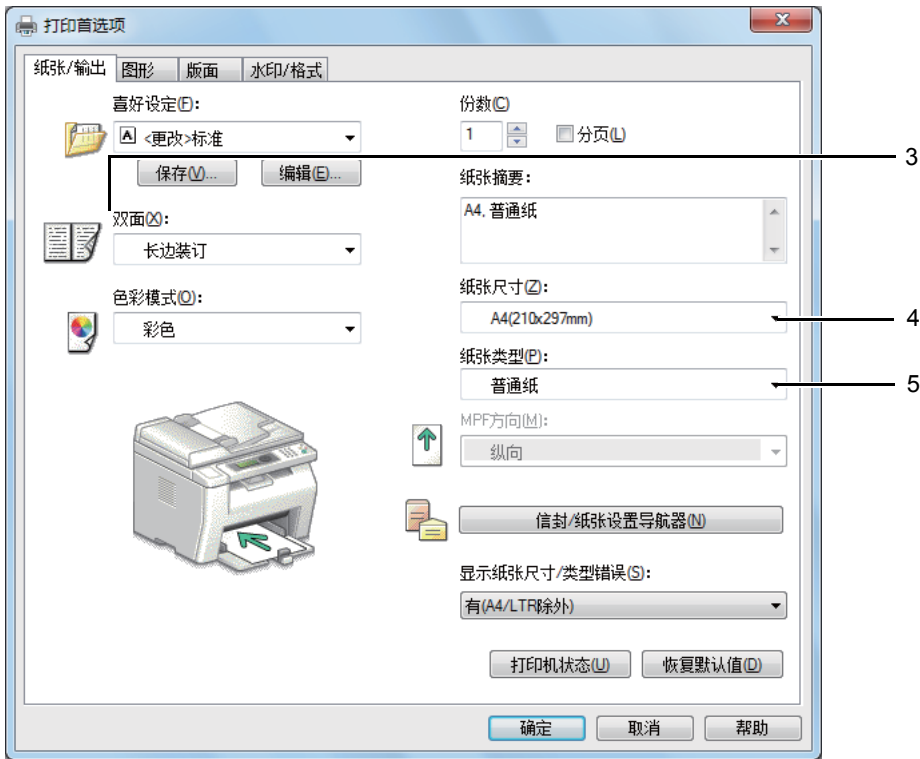 打印首选项
纸张/输出 图形 版面 水印/格式
喜好设定(F):
<更改>标准
保存(V)... 编辑(E)...
双面(X):
长边装订
色彩模式(O):
彩色
份数(C)
1 分页(L)
纸张摘要:
A4, 普通纸
纸张尺寸(Z):
A4(210x297mm)
纸张类型(P):
普通纸
MPF方向(M):
纵向
信封/纸张设置导航器(N)
显示纸张尺寸/类型错误(S):
有(A4/LTR除外)
打印机状态(U) 恢复默认值(D)
确定 取消 帮助
3
4
5